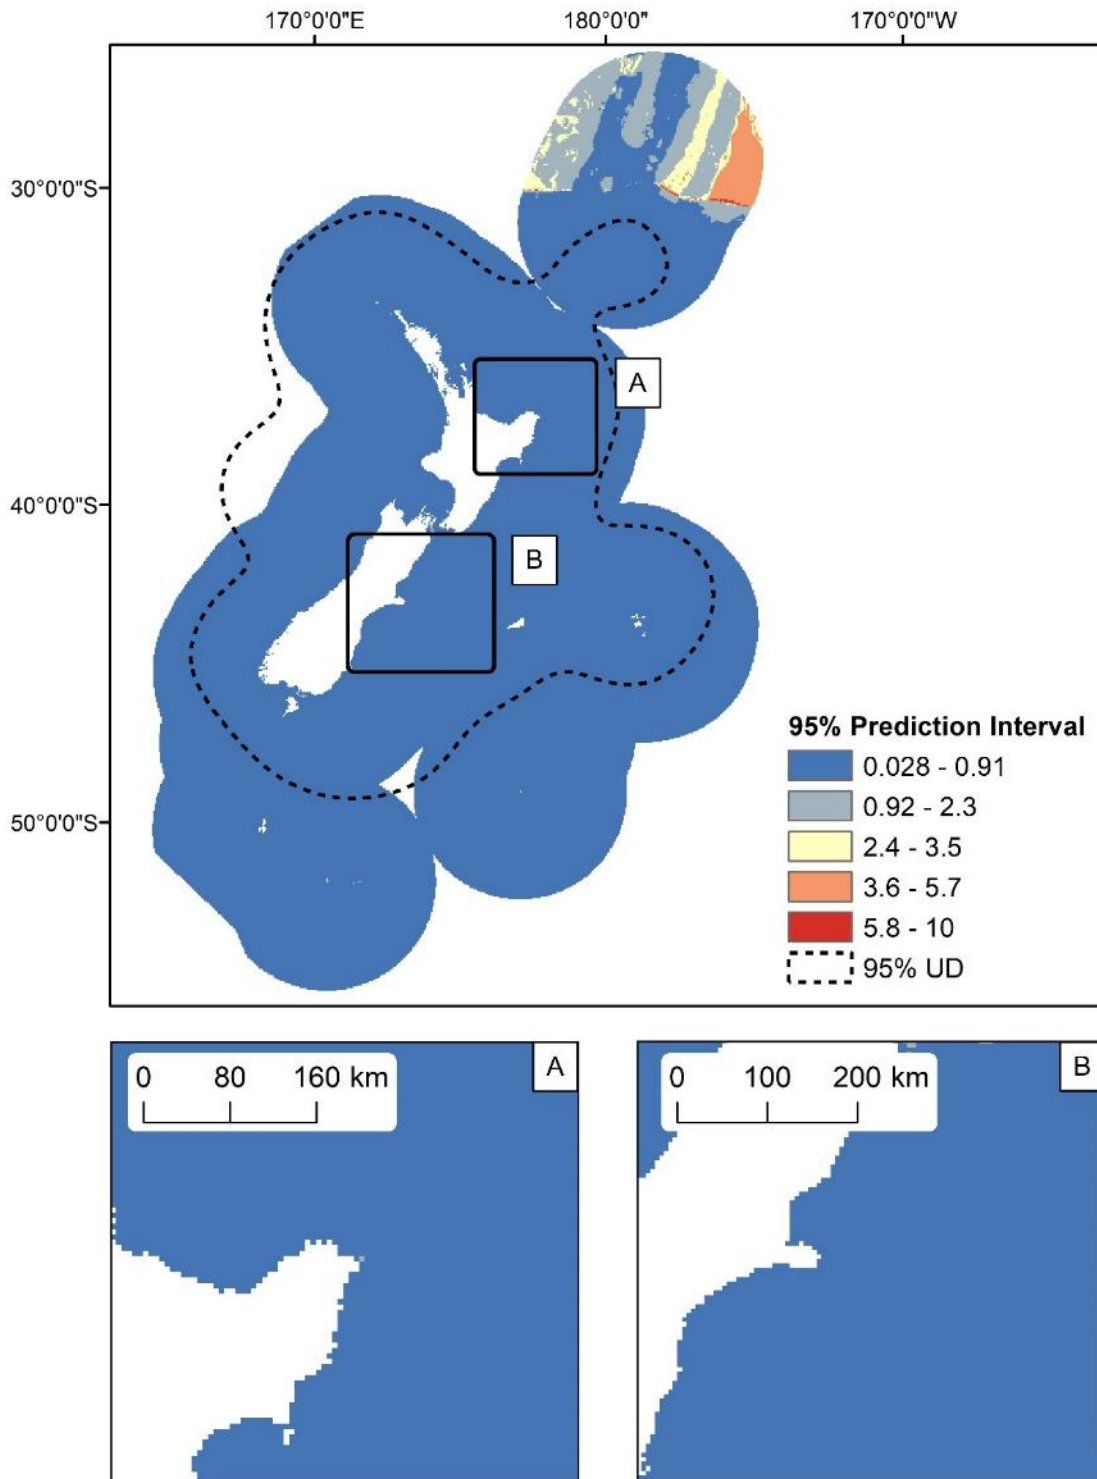 170°0'0"E 180°0'0" 170°0'0"W
30°0'0"S
A
40°0'0"S
B
95% Prediction Interval
0.028 - 0.91
0.92 - 2.3
50°0'0"S
2.4 - 3.5
3.6 - 5.7
5.8 - 10
95% UD
A
0 80 160 km
B
0 100 200 km